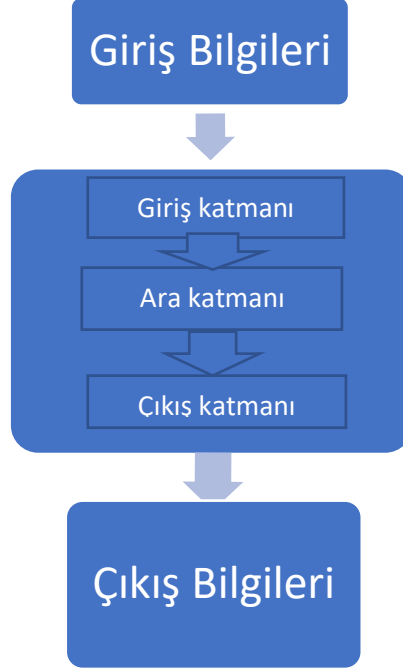 Giriş Bilgileri
Giriş katmanı
Ara katmanı
Çıkış katmanı
Çıkış Bilgileri